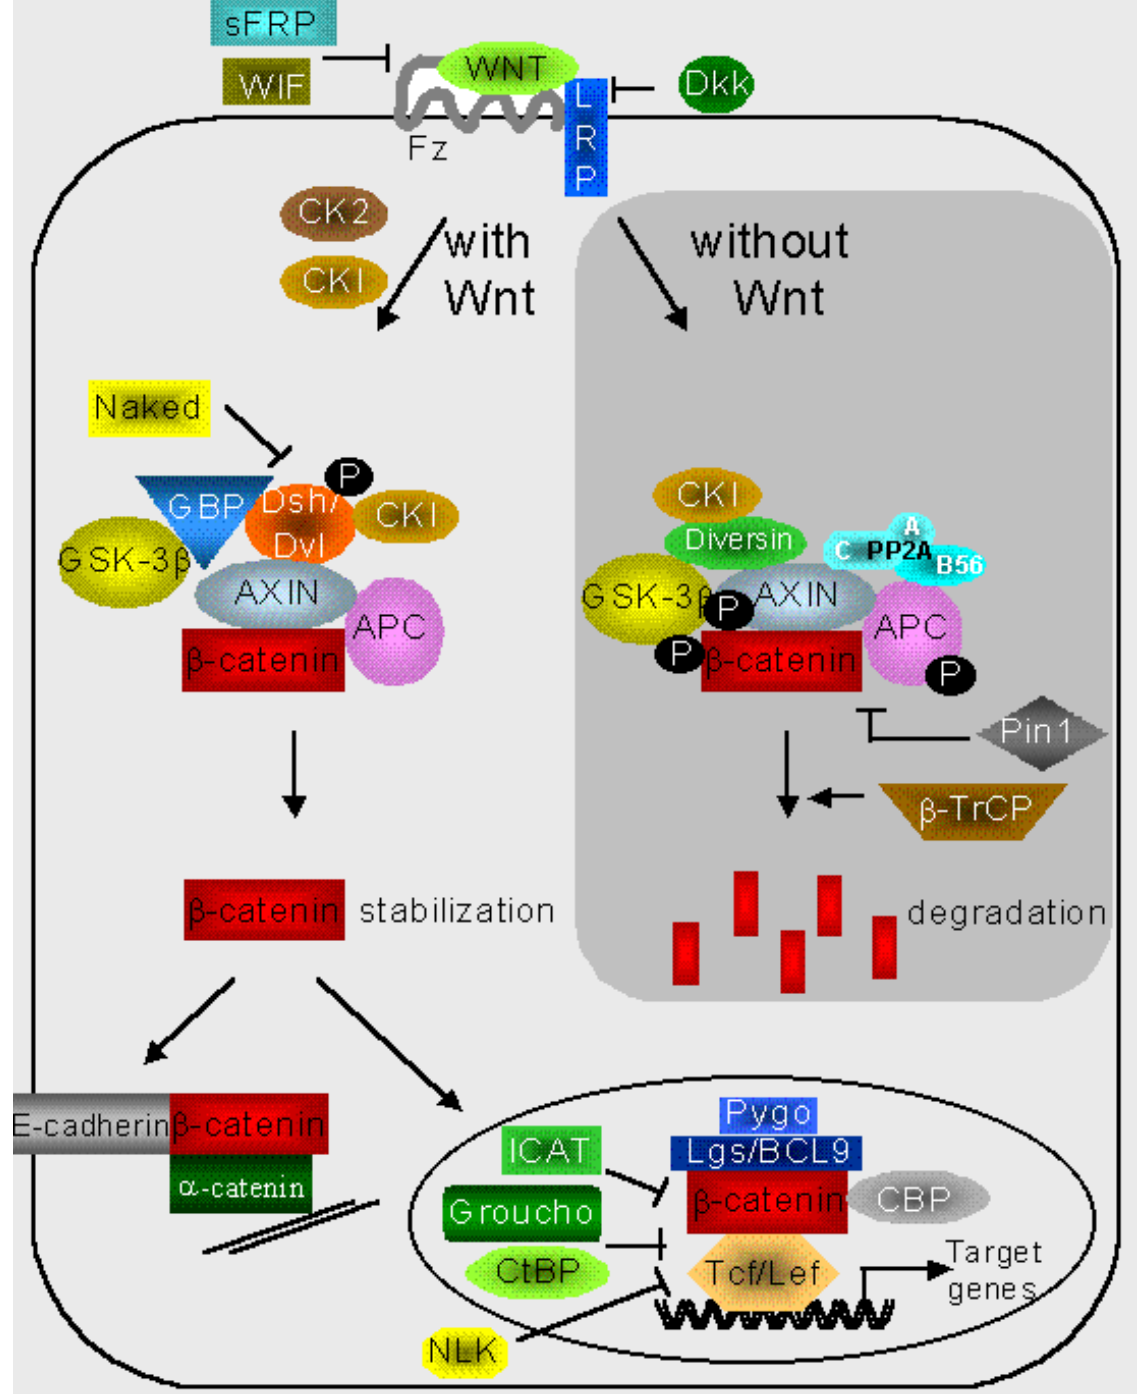 sFRP
WIF
WNT
LRP
Dkk
Fz
CK2
CKI
with
Wnt
without
Wnt
Naked
GBP
Dsh/
Dvl
P
CKI
GSK-3β
AXIN
APC
β-catenin
CKI
Diversin
A
C PP2A
B56
GSK-3β
P
AXIN
APC
P
β-catenin
P
Pin1
β-TrCP
β-catenin stabilization
degradation
E-cadherin
β-catenin
α-catenin
Pygo
ICAT
Lgs/BCL9
Groucho
β-catenin
CBP
CtBP
Tcf/Lef
Target
genes
NLK